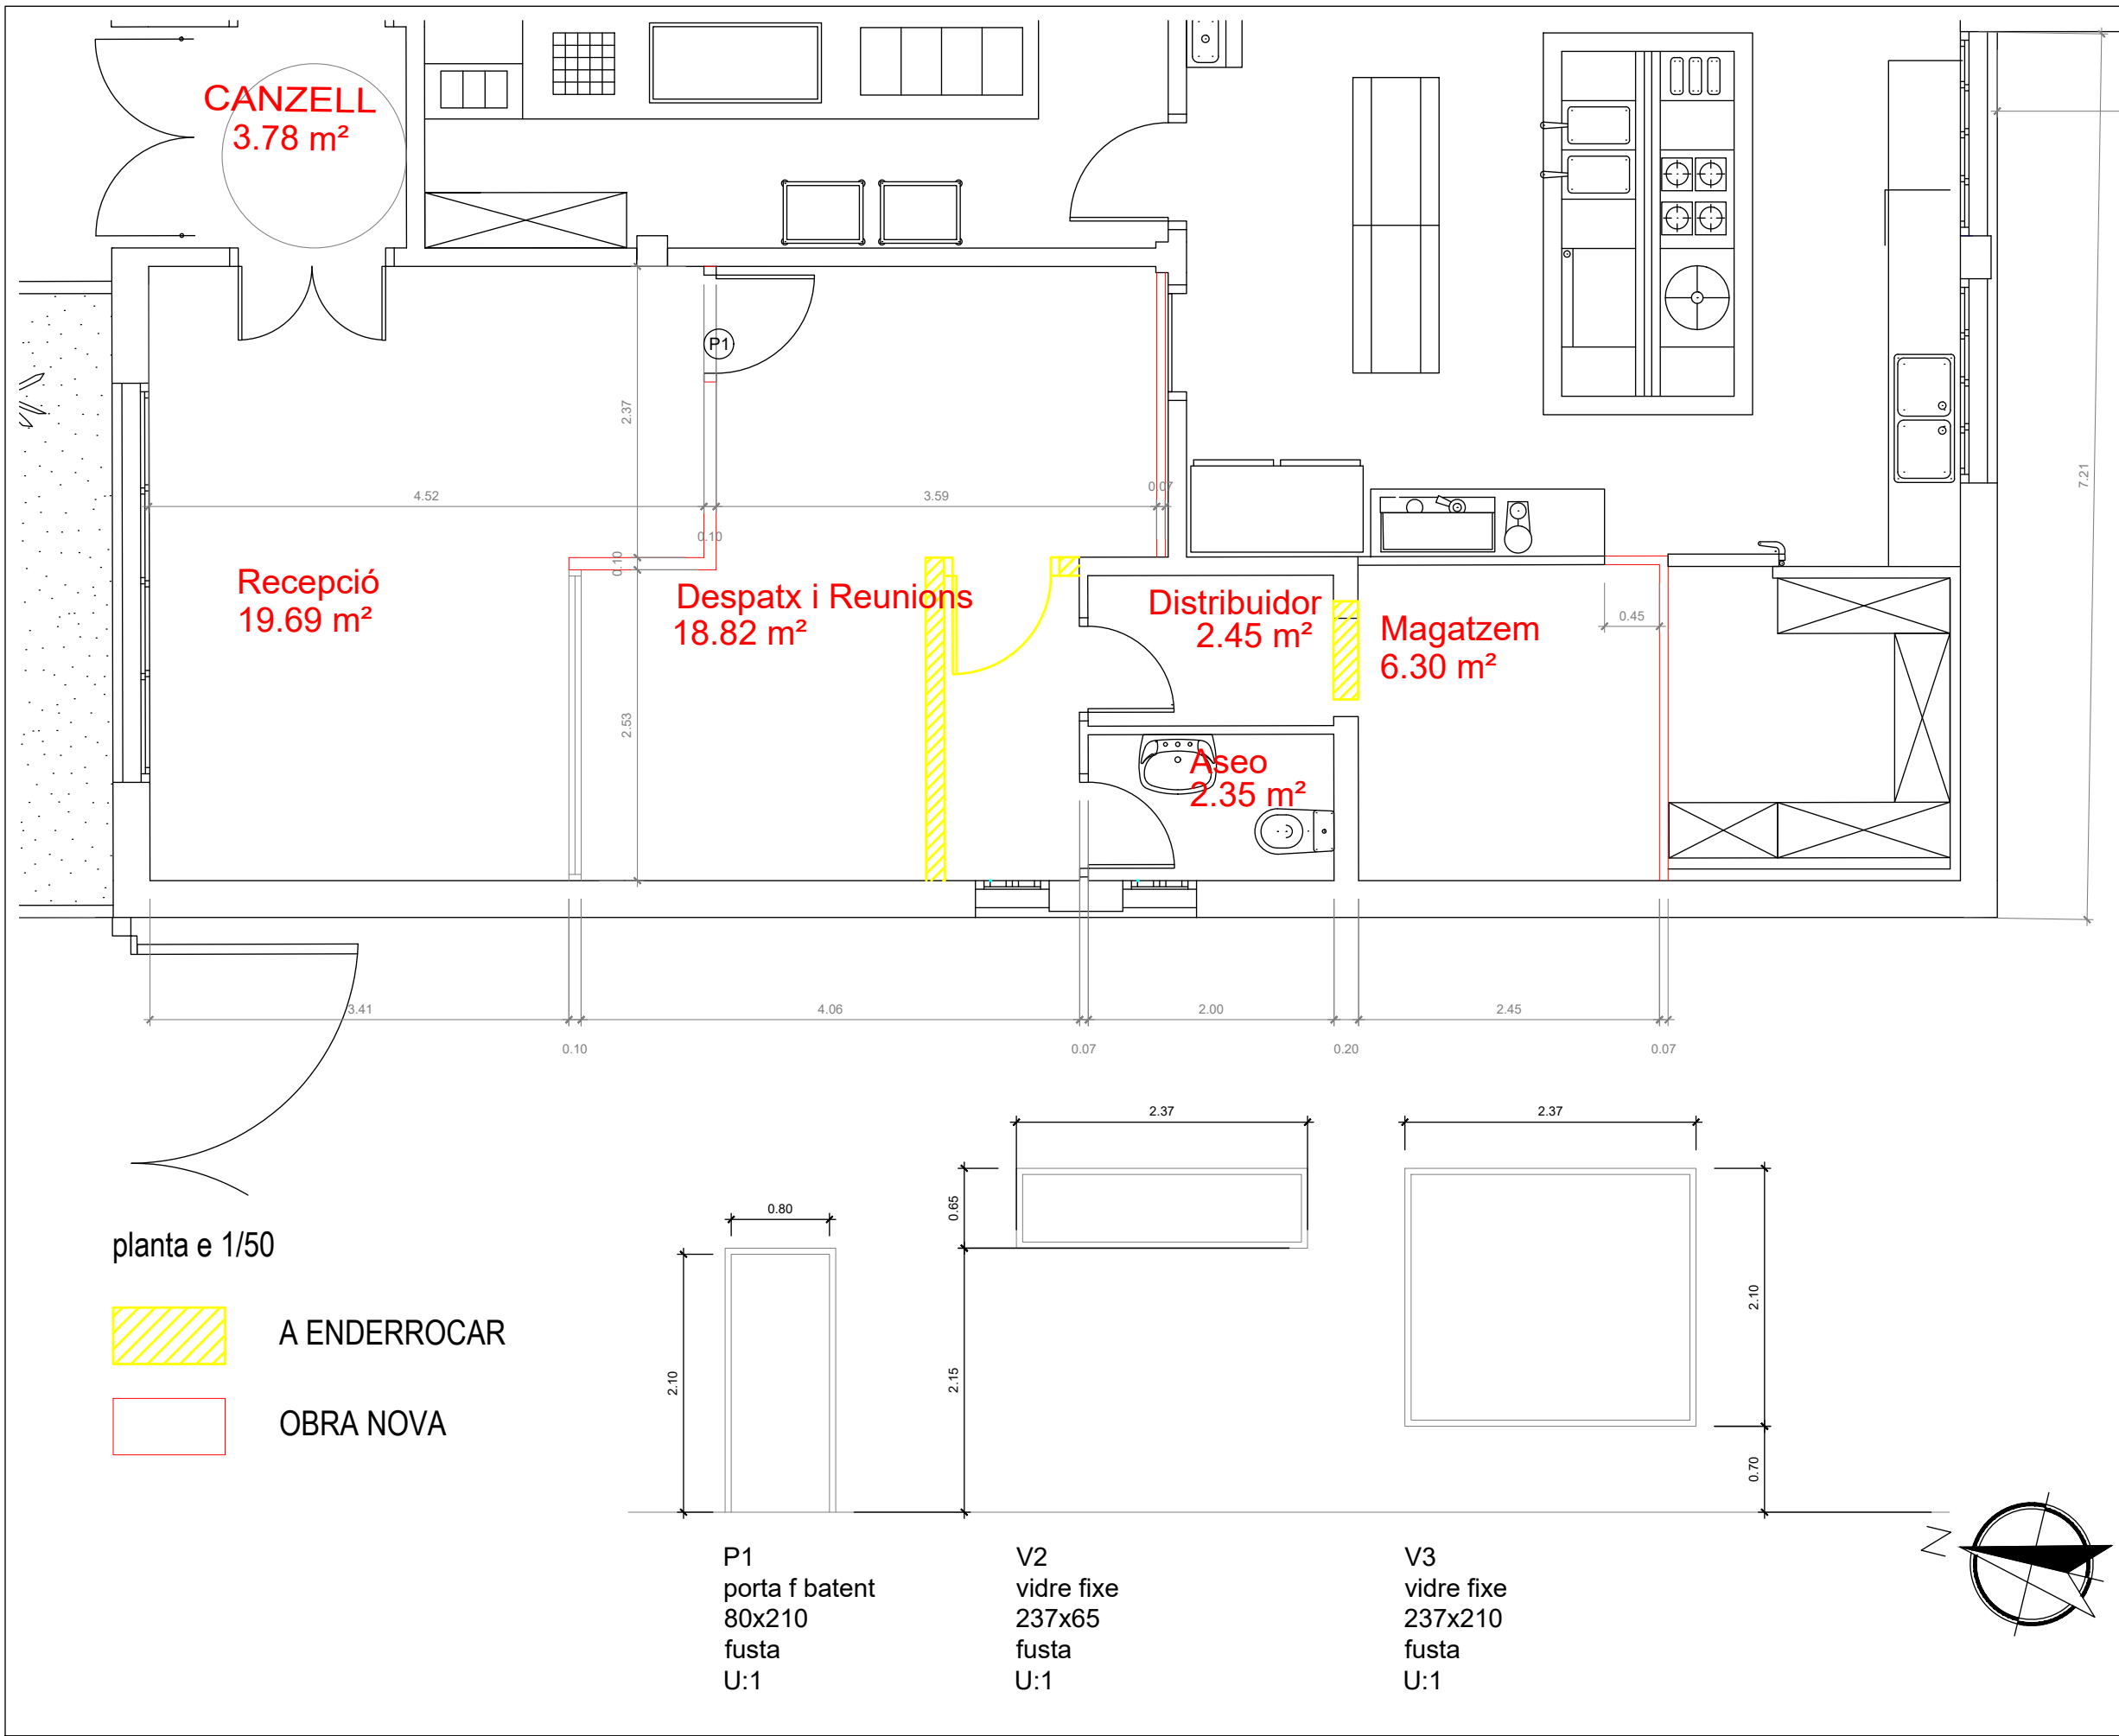 CANZELL
3.78 m²
P1
2.37
7.21
4.52
3.59
0.07
0.10
0.10
Recepció
19.69 m²
Despatx i Reunions
18.82 m²
Distribuidor
2.45 m²
Magatzem
6.30 m²
0.45
2.53
Aseo
2.35 m²
3.41
4.06
2.00
2.45
0.10
0.07
0.20
0.07
2.37
2.37
0.65
0.80
planta e 1/50
2.10
A ENDERROCAR
2.10
2.15
OBRA NOVA
0.70
N
P1
porta f batent
80x210
fusta
U:1
V2
vidre fixe
237x65
fusta
U:1
V3
vidre fixe
237x210
fusta
U:1